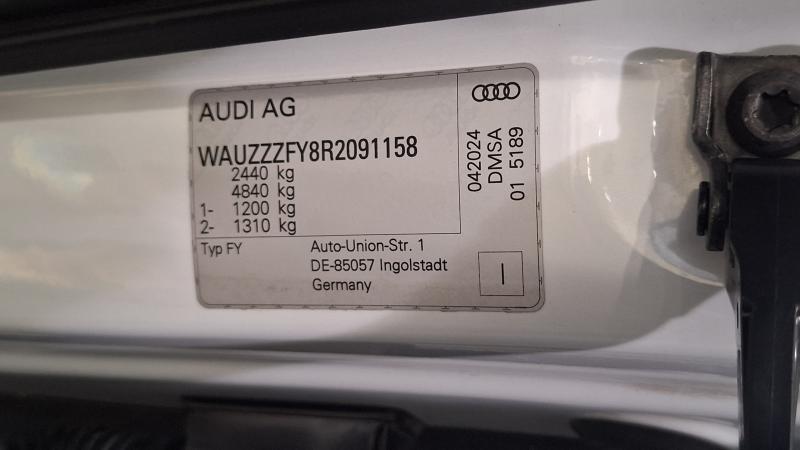 AUDI AG
WAUZZZFY8R2091158
2440 kg
4840 kg
1- 1200 kg
2- 1310 kg
Typ FY
Auto-Union-Str. 1
DE-85057 Ingolstadt
Germany
042024
DMSA
01 5189
I